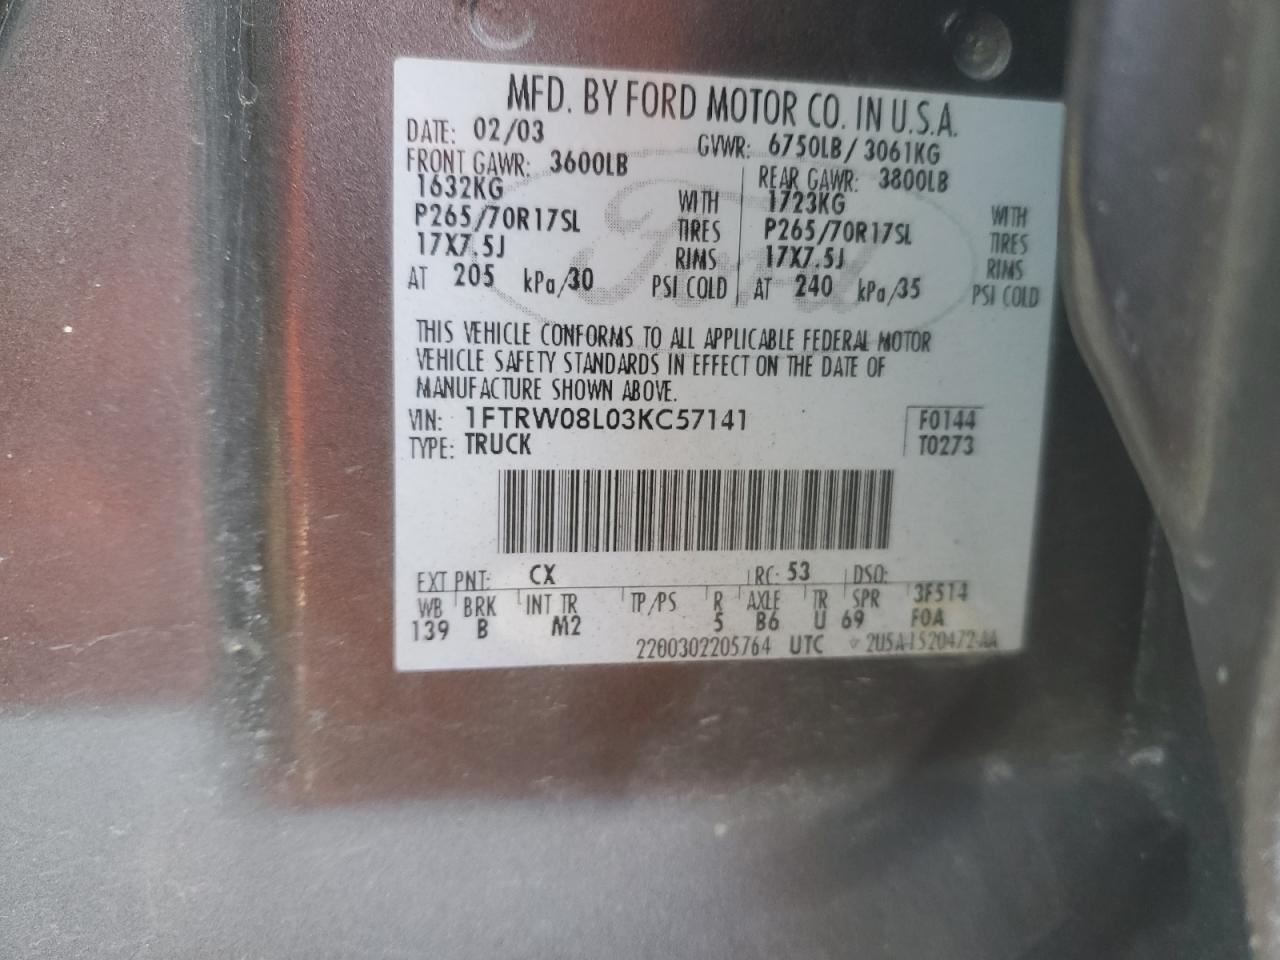 MFD. BY FORD MOTOR CO. IN U.S.A.
DATE: 02/03 GVWR: 6750LB/ 3061KG
FRONT GAWR: 3600LB REAR GAWR: 3800LB
1632KG WITH 1723KG WITH
P265/70R17SL TIRES P265/70R17SL TIRES
17X7.5J RIMS 17X7.5J RIMS
AT 205 kPa/30 PSI COLD AT 240 kPa/35 PSI COLD
THIS VEHICLE CONFORMS TO ALL APPLICABLE FEDERAL MOTOR
VEHICLE SAFETY STANDARDS IN EFFECT ON THE DATE OF
MANUFACTURE SHOWN ABOVE.
VIN: 1FTRW08L03KC57141 F0144
TYPE: TRUCK T0273
EXT PNT: CX RC: 53 DSO:
WB BRK INT TR TP/PS R AXLE TR SPR 3F514
139 B M2 5 B6 U 69 F0A
2200302205764 UTC 2U5A-1520472-AA
Ford